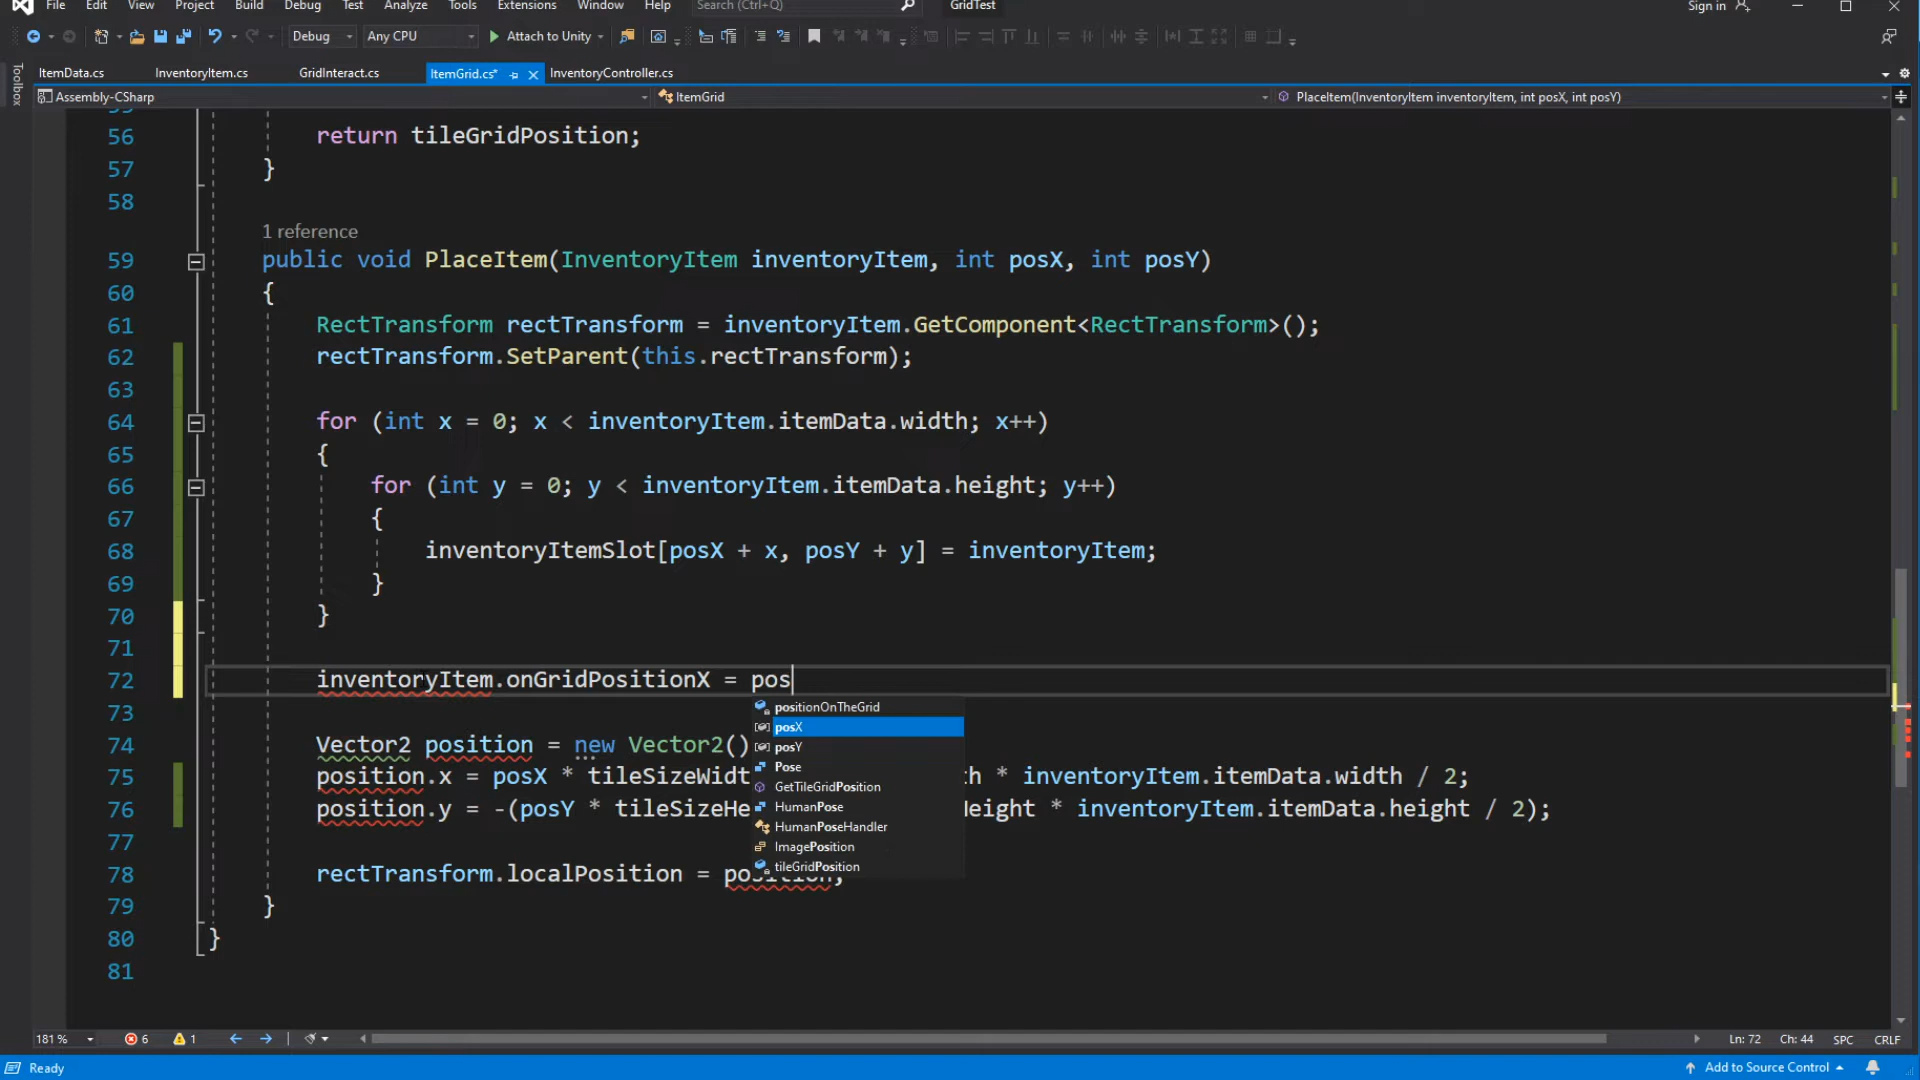 File Edit View Project Build Debug Test Analyze Tools Extensions Window Help Search (Ctrl+Q) GridTest Sign in
Debug Any CPU Attach to Unity
Toolbox
ItemData.cs InventoryItem.cs GridInteract.cs ItemGrid.cs* InventoryController.cs
Assembly-CSharp ItemGrid PlaceItem(InventoryItem inventoryItem, int posX, int posY)
56 return tileGridPosition;
57 }
58
1 reference
59 public void PlaceItem(InventoryItem inventoryItem, int posX, int posY)
60 {
61 RectTransform rectTransform = inventoryItem.GetComponent<RectTransform>();
62 rectTransform.SetParent(this.rectTransform);
63
64 for (int x = 0; x < inventoryItem.itemData.width; x++)
65 {
66 for (int y = 0; y < inventoryItem.itemData.height; y++)
67 {
68 inventoryItemSlot[posX + x, posY + y] = inventoryItem;
69 }
70 }
71
72 inventoryItem.onGridPositionX = pos
positionOnTheGrid
posX
posY
Pose
GetTileGridPosition
HumanPose
HumanPoseHandler
ImagePosition
tileGridPosition
73
74 Vector2 position = new Vector2()
75 position.x = posX * tileSizeWidt th * inventoryItem.itemData.width / 2;
76 position.y = -(posY * tileSizeHe Height * inventoryItem.itemData.height / 2);
77
78 rectTransform.localPosition = position;
79 }
80 }
81
181 % 6 1 Ln: 72 Ch: 44 SPC CRLF
Ready Add to Source Control